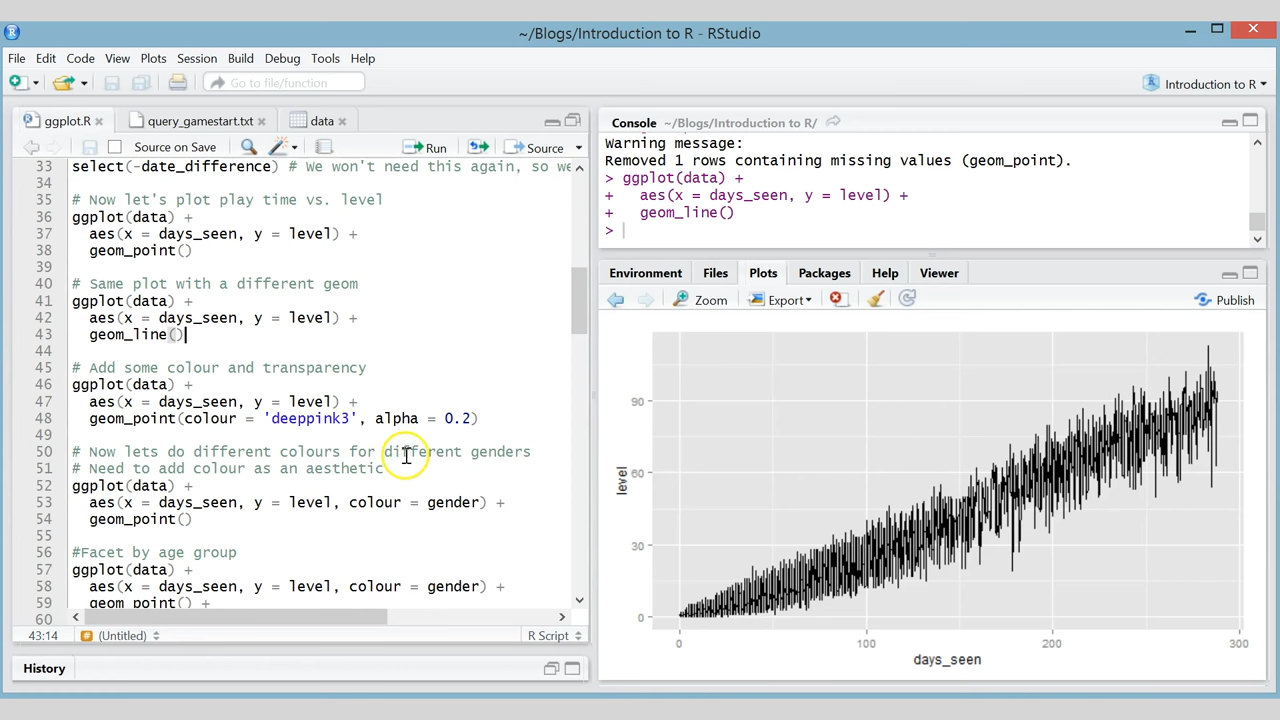 ~/Blogs/Introduction to R - RStudio
File Edit Code View Plots Session Build Debug Tools Help
Go to file/function
Introduction to R
ggplot.R
query_gamestart.txt
data
Source on Save
Run
Source
33 select(-date_difference) # We won't need this again, so we
34
35 # Now let's plot play time vs. level
36 ggplot(data) +
37   aes(x = days_seen, y = level) +
38   geom_point()
39
40 # Same plot with a different geom
41 ggplot(data) +
42   aes(x = days_seen, y = level) +
43   geom_line()
44
45 # Add some colour and transparency
46 ggplot(data) +
47   aes(x = days_seen, y = level) +
48   geom_point(colour = 'deeppink3', alpha = 0.2)
49
50 # Now lets do different colours for different genders
51 # Need to add colour as an aesthetic
52 ggplot(data) +
53   aes(x = days_seen, y = level, colour = gender) +
54   geom_point()
55
56 #Facet by age group
57 ggplot(data) +
58   aes(x = days_seen, y = level, colour = gender) +
59   geom_point() +
60
43:14 # (Untitled) R Script
History
Console ~/Blogs/Introduction to R/
Warning message:
Removed 1 rows containing missing values (geom_point).
> ggplot(data) +
+   aes(x = days_seen, y = level) +
+   geom_line()
>
Environment Files Plots Packages Help Viewer
Zoom Export Publish
90
60
30
0
level
0 100 200 300
days_seen